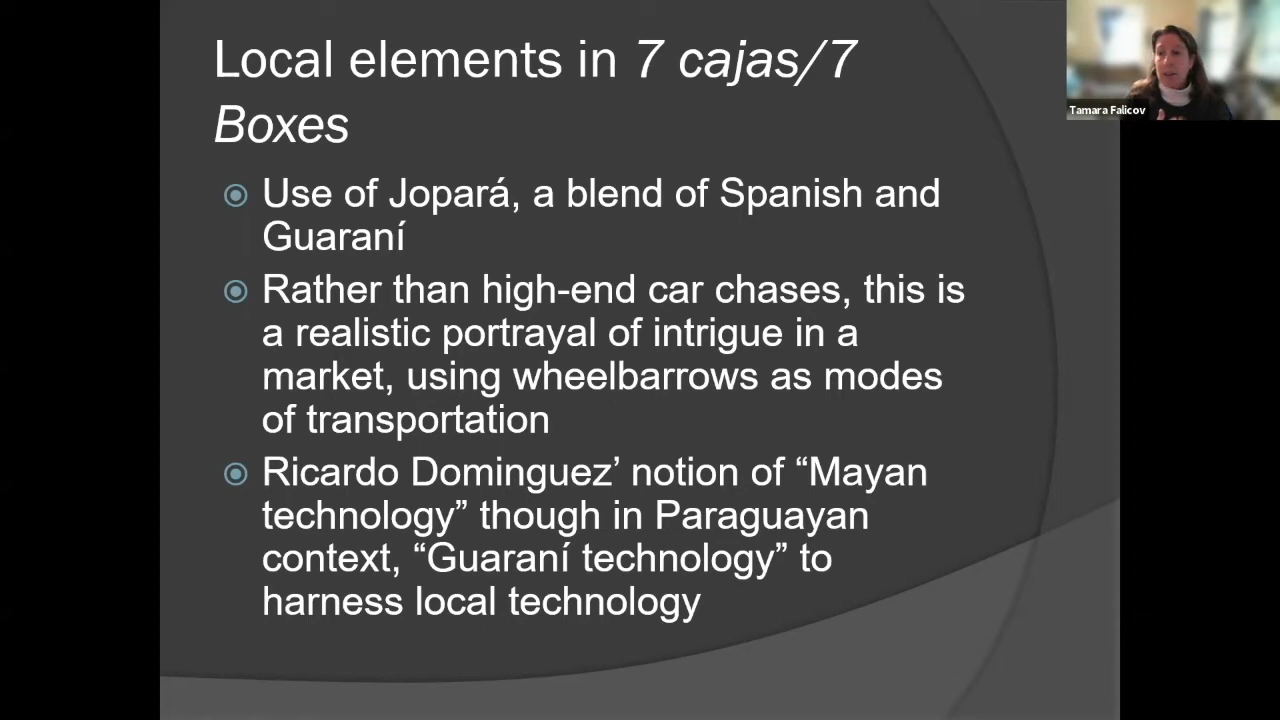 Local elements in 7 cajas/7
Boxes
Use of Jopará, a blend of Spanish and
Guaraní
Rather than high-end car chases, this is
a realistic portrayal of intrigue in a
market, using wheelbarrows as modes
of transportation
Ricardo Dominguez’ notion of “Mayan
technology” though in Paraguayan
context, “Guaraní technology” to
harness local technology
Tamara Falicov